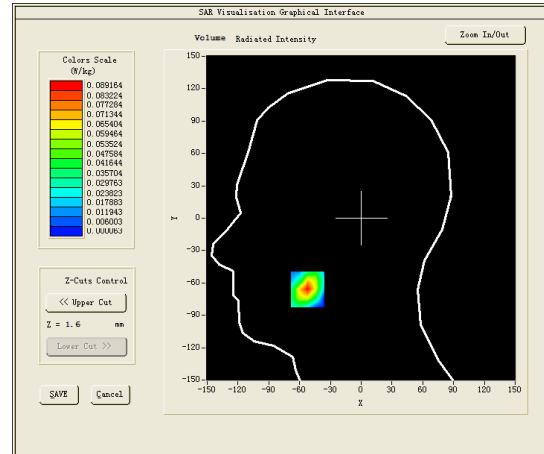 SAR Visualisation Graphical Interface
Volume Radiated Intensity
Zoom In/Out
Colors Scale
(W/kg)
0.089164
0.083224
0.077284
0.071344
0.065404
0.059464
0.053524
0.047584
0.041644
0.035704
0.029763
0.023823
0.017883
0.011943
0.006003
0.000063
Z-Cuts Control
<< Upper Cut
Z = 1.6 mm
Lower Cut >>
SAVE Cancel
150
120
90
60
30
0
-30
-60
-90
-120
-150
Y
-150 -120 -90 -60 -30 0 30 60 90 120 150
X